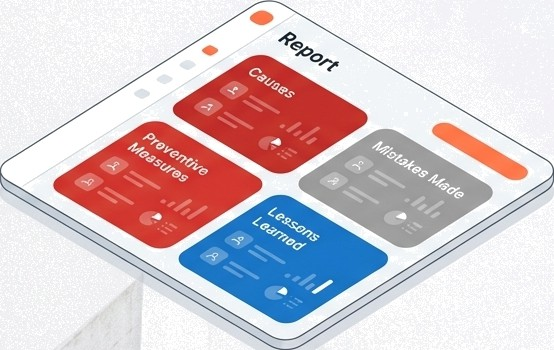 Report
Causes
Mistakes Made
Preventive
Measures
Lessons
Learned